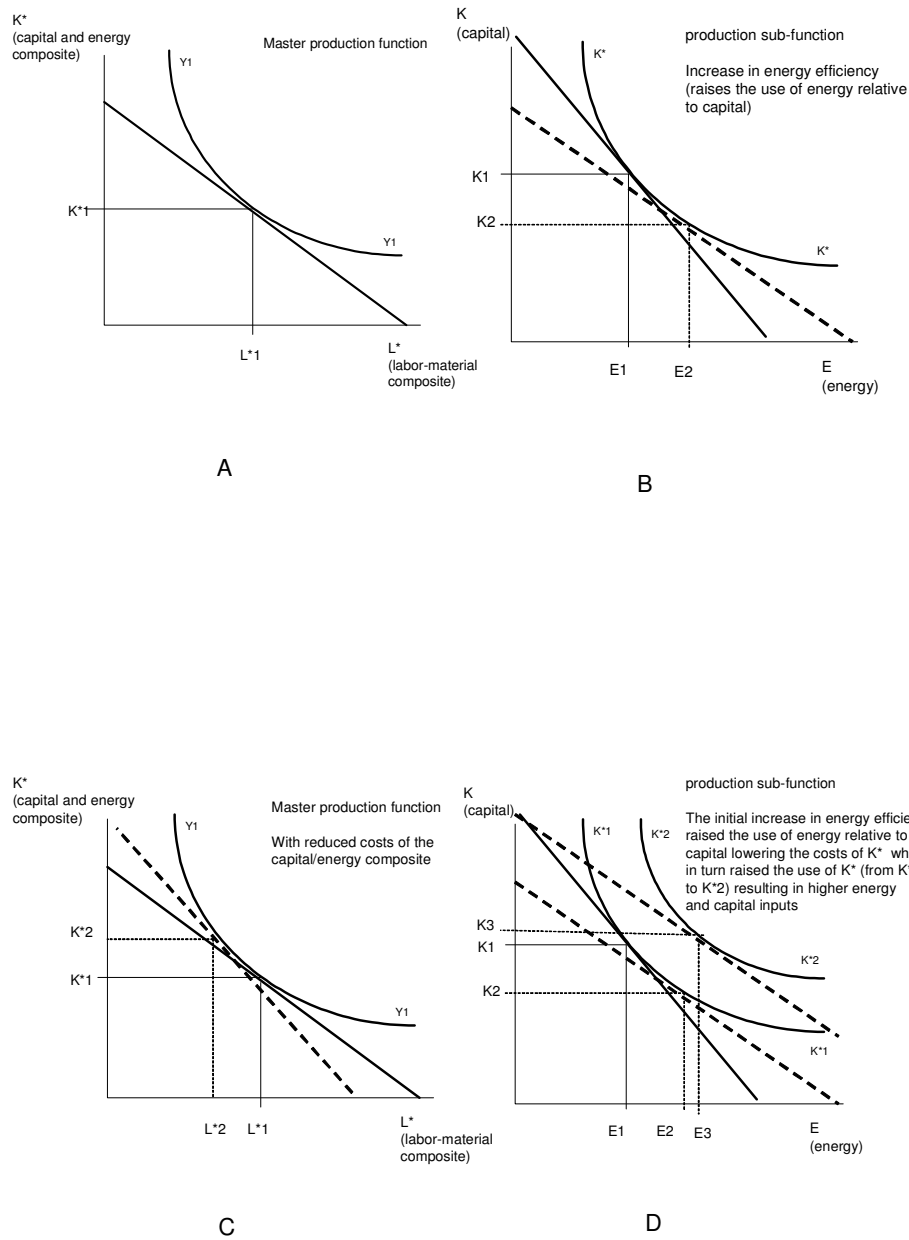 K*
(capital and energy
composite)
Master production function
Y1
K*1
Y1
L*1
L*
(labor-material
composite)
A
K
(capital)
production sub-function
Increase in energy efficiency
(raises the use of energy relative
to capital)
K*
K1
K2
K*
E1
E2
E
(energy)
B
K*
(capital and energy
composite)
Master production function
With reduced costs of the
capital/energy composite
Y1
K*2
K*1
Y1
L*2
L*1
L*
(labor-material
composite)
C
K
(capital)
production sub-function
The initial increase in energy efficie
raised the use of energy relative to
capital lowering the costs of K* wh
in turn raised the use of K* (from K*
to K*2) resulting in higher energy
and capital inputs
K*1
K*2
K3
K1
K2
K*2
K*1
E1
E2
E3
E
(energy)
D